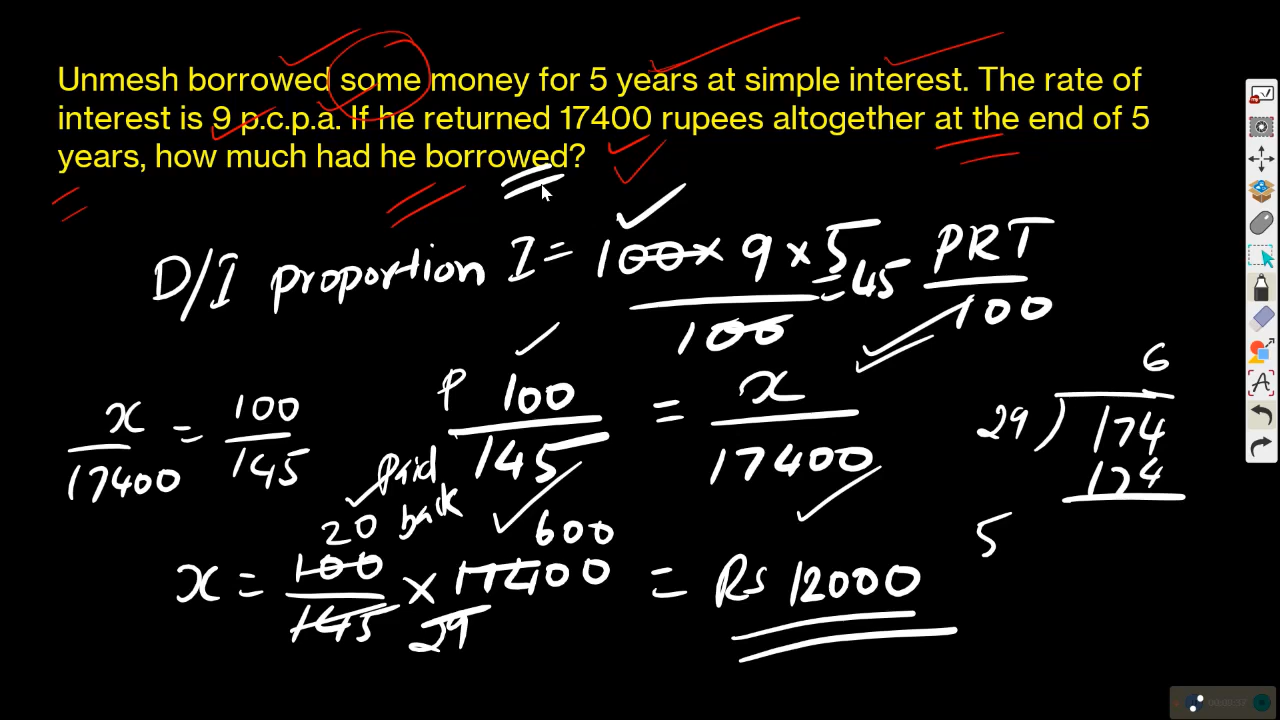 Unmesh borrowed some money for 5 years at simple interest. The rate of
interest is 9 p.c.p.a. If he returned 17400 rupees altogether at the end of 5
years, how much had he borrowed?
D/I proportion I = 100 × 9 × 5 45 PRT
100 100
x/17400 = 100/145
P 100 = x
Paid back 145 17400
6
29 ) 174
174
5
20 600
x = 100/145 × 17400 = Rs 12000
29